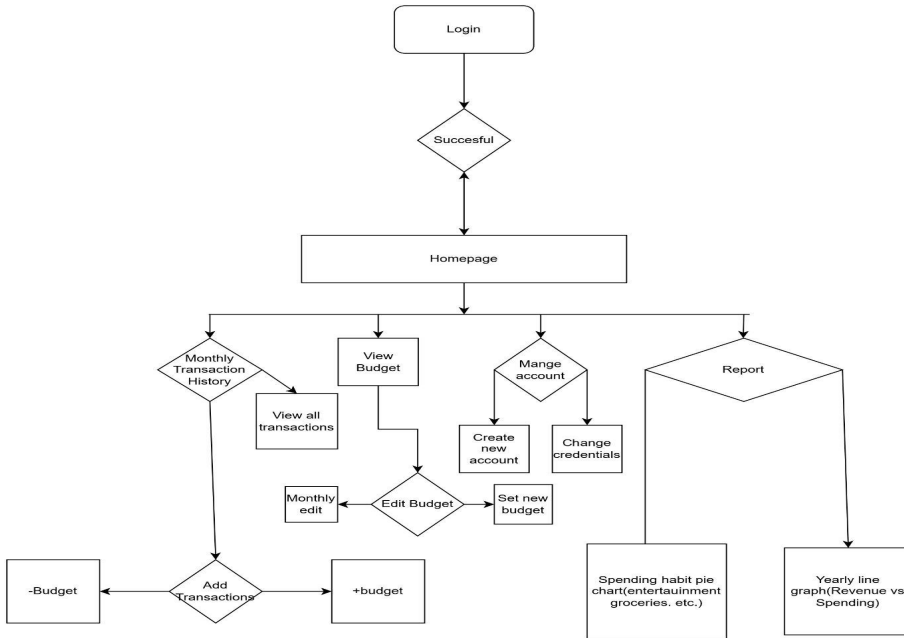 Login
Succesful
Homepage
Monthly
Transaction
History
View
Budget
Mange
account
Report
View all
transactions
Create
new
account
Change
credentials
Monthly
edit
Edit Budget
Set new
budget
-Budget
Add
Transactions
+budget
Spending habit pie
chart(entertauinment
groceries. etc.)
Yearly line
graph(Revenue vs
Spending)